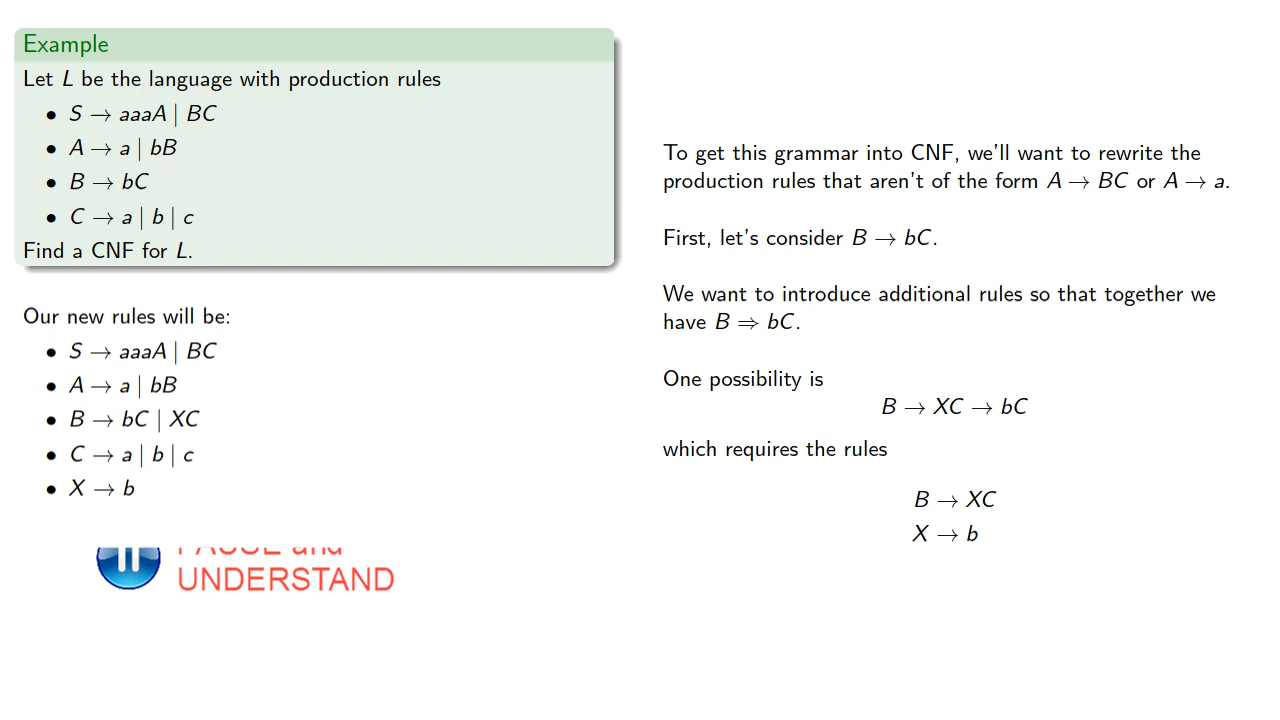 Example
Let L be the language with production rules
• S → aaaA | BC
• A → a | bB
• B → bC
• C → a | b | c
Find a CNF for L.
Our new rules will be:
• S → aaaA | BC
• A → a | bB
• B → bC | XC
• C → a | b | c
• X → b
PAUSE and
UNDERSTAND
To get this grammar into CNF, we'll want to rewrite the
production rules that aren't of the form A → BC or A → a.
First, let's consider B → bC.
We want to introduce additional rules so that together we
have B ⇒ bC.
One possibility is
B → XC → bC
which requires the rules
B → XC
X → b